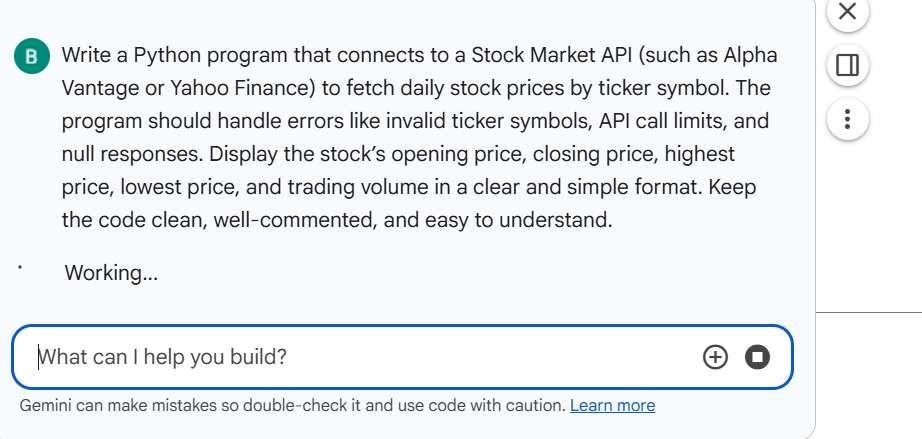 B
Write a Python program that connects to a Stock Market API (such as Alpha
Vantage or Yahoo Finance) to fetch daily stock prices by ticker symbol. The
program should handle errors like invalid ticker symbols, API call limits, and
null responses. Display the stock’s opening price, closing price, highest
price, lowest price, and trading volume in a clear and simple format. Keep
the code clean, well-commented, and easy to understand.
Working...
What can I help you build?
Gemini can make mistakes so double-check it and use code with caution. Learn more